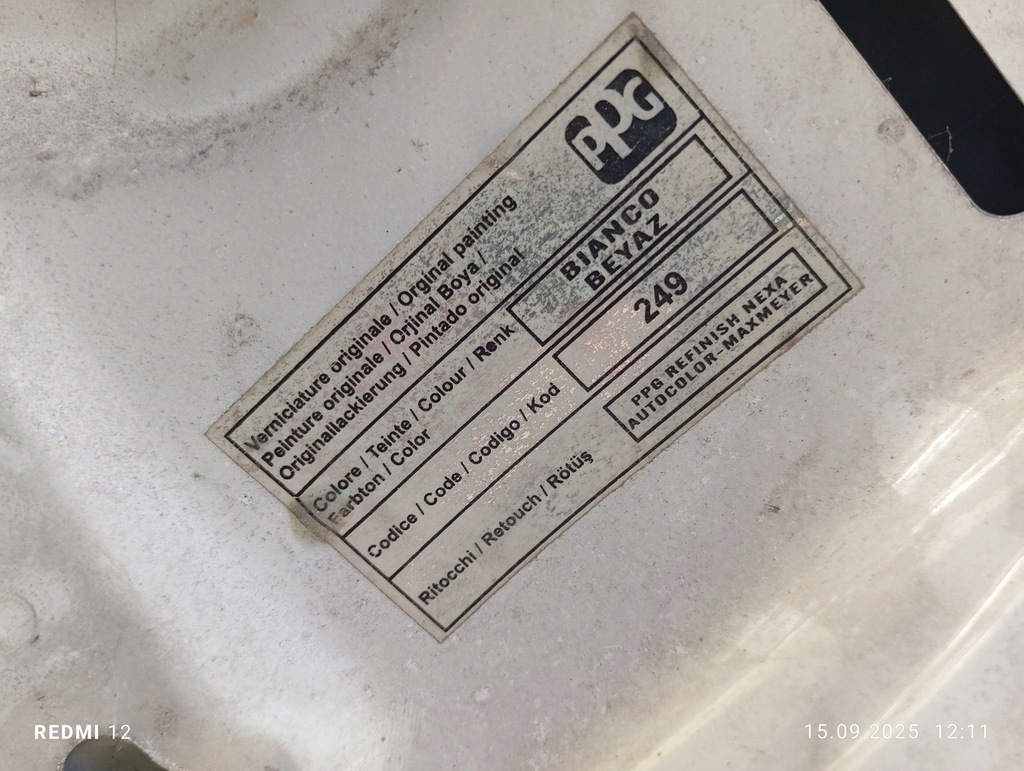 PPG
Verniciature originale / Orginal painting
Peinture originale / Orjinal Boya /
Originallackierung / Pintado original
Colore / Teinte / Colour / Renk
Farbton / Color
BIANCO
BEYAZ
Codice / Code / Codigo / Kod
249
Ritocchi / Retouch / Rötüş
PPG REFINISH NEXA
AUTOCOLOR-MAXMEYER
REDMI 12
15.09.2025 12:11